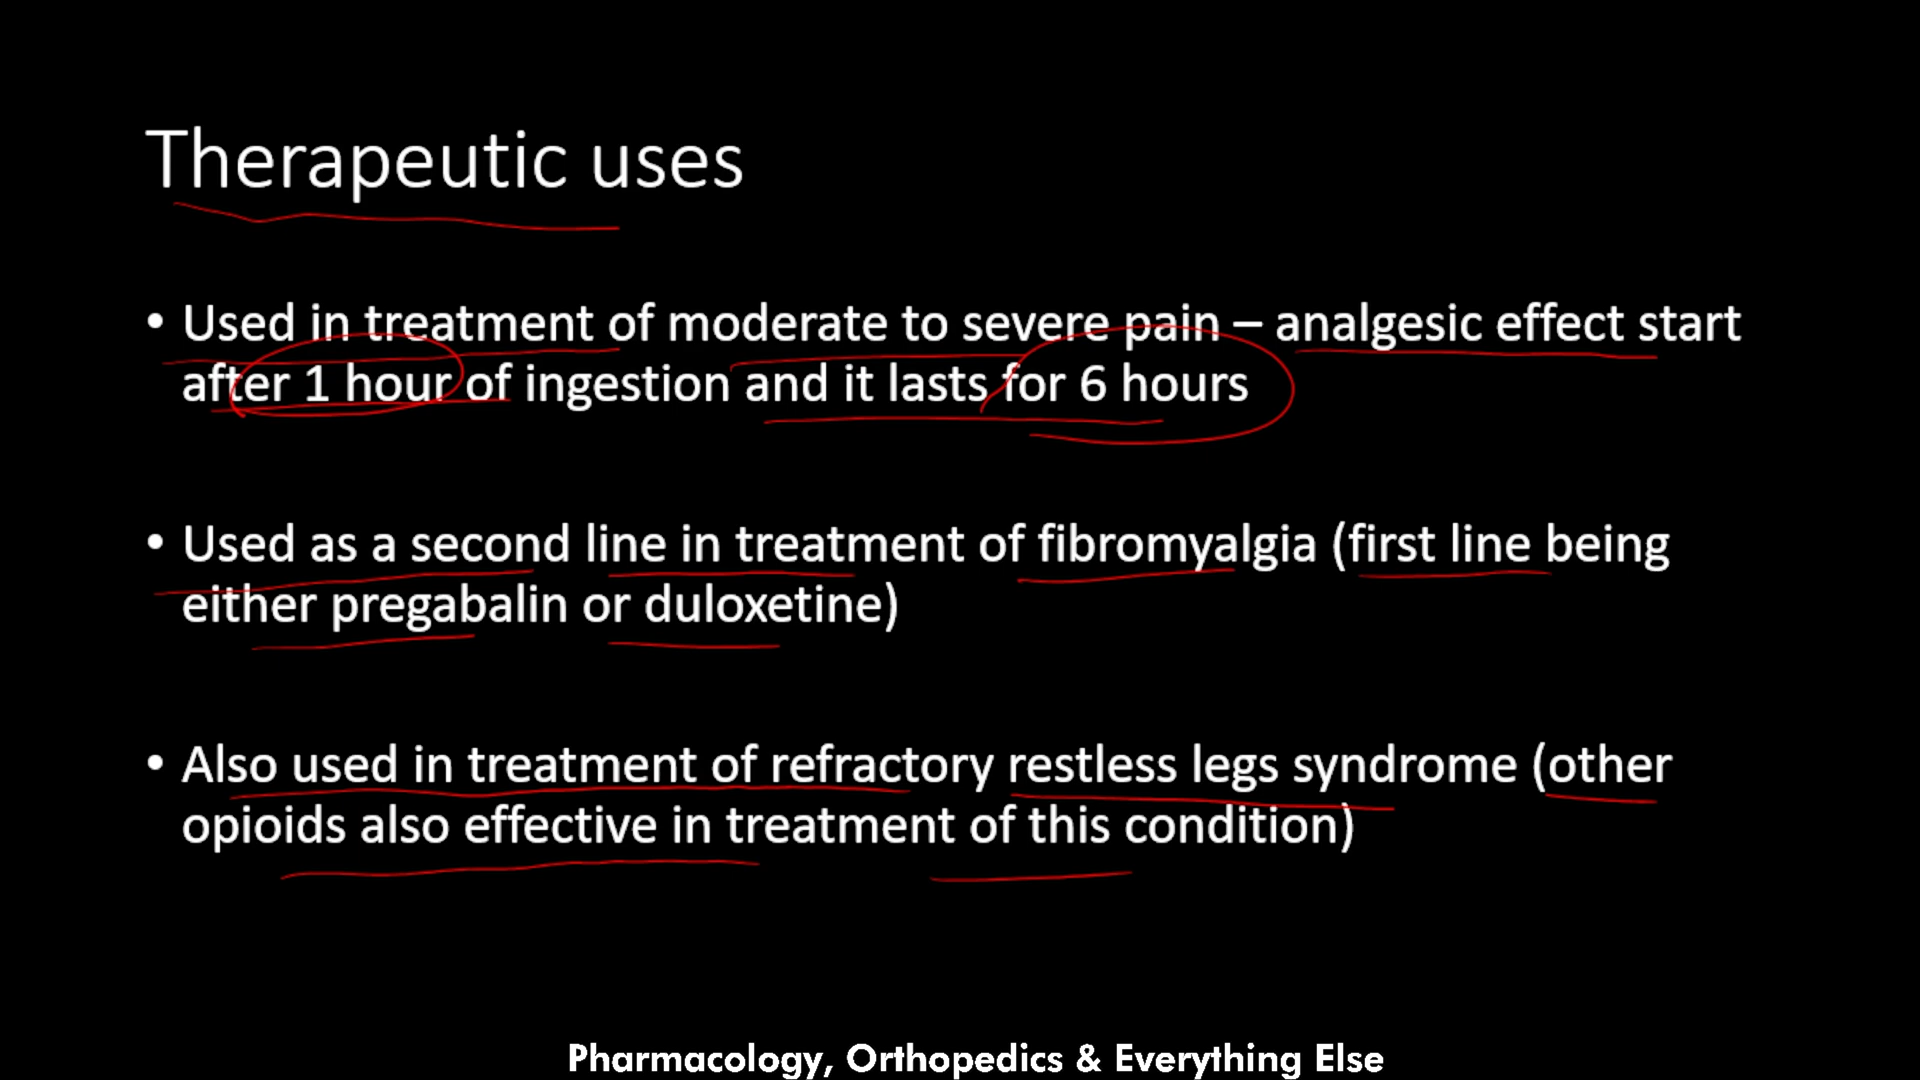 Therapeutic uses
• Used in treatment of moderate to severe pain – analgesic effect start
after 1 hour of ingestion and it lasts for 6 hours
• Used as a second line in treatment of fibromyalgia (first line being
either pregabalin or duloxetine)
• Also used in treatment of refractory restless legs syndrome (other
opioids also effective in treatment of this condition)
Pharmacology, Orthopedics & Everything Else